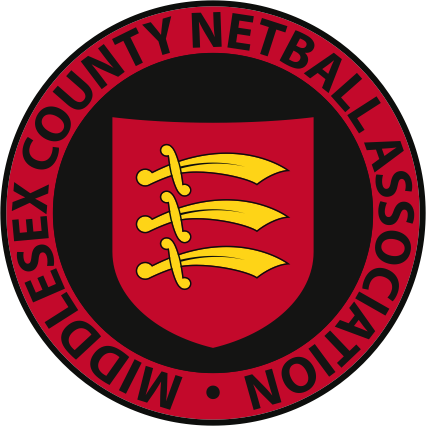 MIDDLESEX COUNTY NETBALL ASSOCIATION •